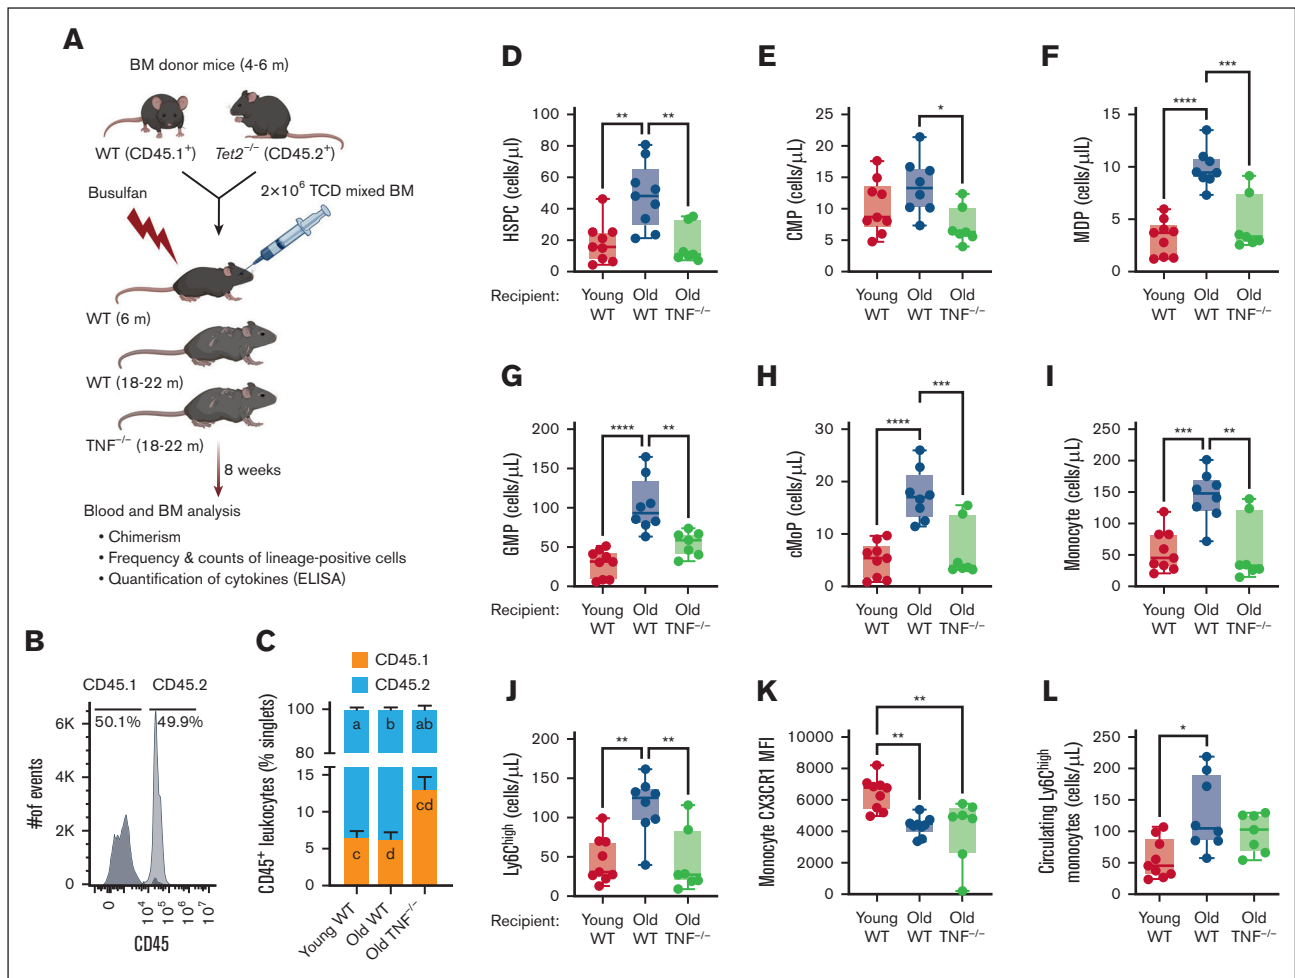 A
BM donor mice (4-6 m)
WT (CD45.1+)
Tet2−/− (CD45.2+)
Busulfan
2×10⁶ TCD mixed BM
WT (6 m)
WT (18-22 m)
TNF−/− (18-22 m)
8 weeks
Blood and BM analysis
• Chimerism
• Frequency & counts of lineage-positive cells
• Quantification of cytokines (ELISA)
B
CD45.1 CD45.2
50.1% 49.9%
6K
4K
2K
0
#of events
0 10⁴ 10⁵ 10⁶ 10⁷
CD45
C
CD45.1
CD45.2
CD45+ leukocytes (% singlets)
100
80
15
10
5
0
a b ab
c d cd
Young WT
Old WT
Old TNF−/−
D
HSPC (cells/μl)
100
80
60
40
20
0
** **
Recipient: Young WT Old WT Old TNF−/−
E
CMP (cells/μL)
25
20
15
10
5
0
*
Young WT Old WT Old TNF−/−
F
MDP (cells/μlL)
15
10
5
0
**** ***
Young WT Old WT Old TNF−/−
G
GMP (cells/μL)
200
150
100
50
0
**** **
Recipient: Young WT Old WT Old TNF−/−
H
cMoP (cells/μL)
30
20
10
0
**** ***
Young WT Old WT Old TNF−/−
I
Monocyte (cells/μL)
250
200
150
100
50
0
*** **
Young WT Old WT Old TNF−/−
J
Ly6Chigh (cells/μL)
200
150
100
50
0
** **
Recipient: Young WT Old WT Old TNF−/−
K
Monocyte CX3CR1 MFI
10000
8000
6000
4000
2000
0
**
**
Young WT Old WT Old TNF−/−
L
Circulating Ly6Chigh
monocytes (cells/μL)
250
200
150
100
50
0
*
Young WT Old WT Old TNF−/−